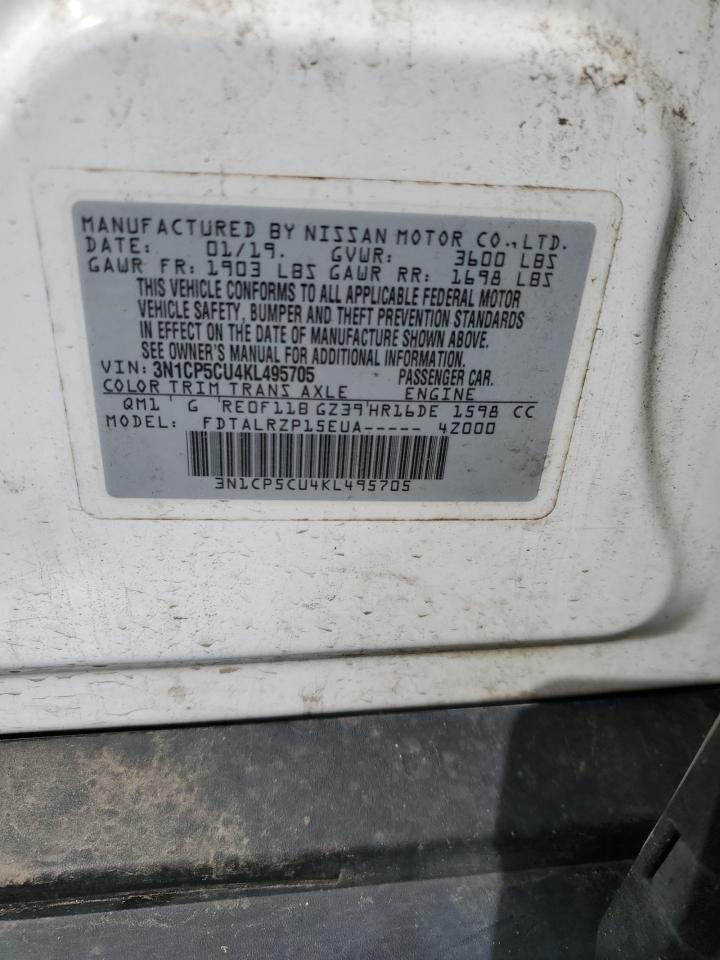 MANUFACTURED BY NISSAN MOTOR CO., LTD.
DATE: 01/19. GVWR: 3600 LBS
GAWR FR: 1903 LBS GAWR RR: 1698 LBS
THIS VEHICLE CONFORMS TO ALL APPLICABLE FEDERAL MOTOR
VEHICLE SAFETY, BUMPER AND THEFT PREVENTION STANDARDS
IN EFFECT ON THE DATE OF MANUFACTURE SHOWN ABOVE.
SEE OWNER'S MANUAL FOR ADDITIONAL INFORMATION.
VIN: 3N1CP5CU4KL495705 PASSENGER CAR.
COLOR TRIM TRANS AXLE ENGINE
QM1 G RE0F11B GZ39 HR16DE 1598 CC
MODEL: FDTALRZP15EUA----- 4Z000
3N1CP5CU4KL495705